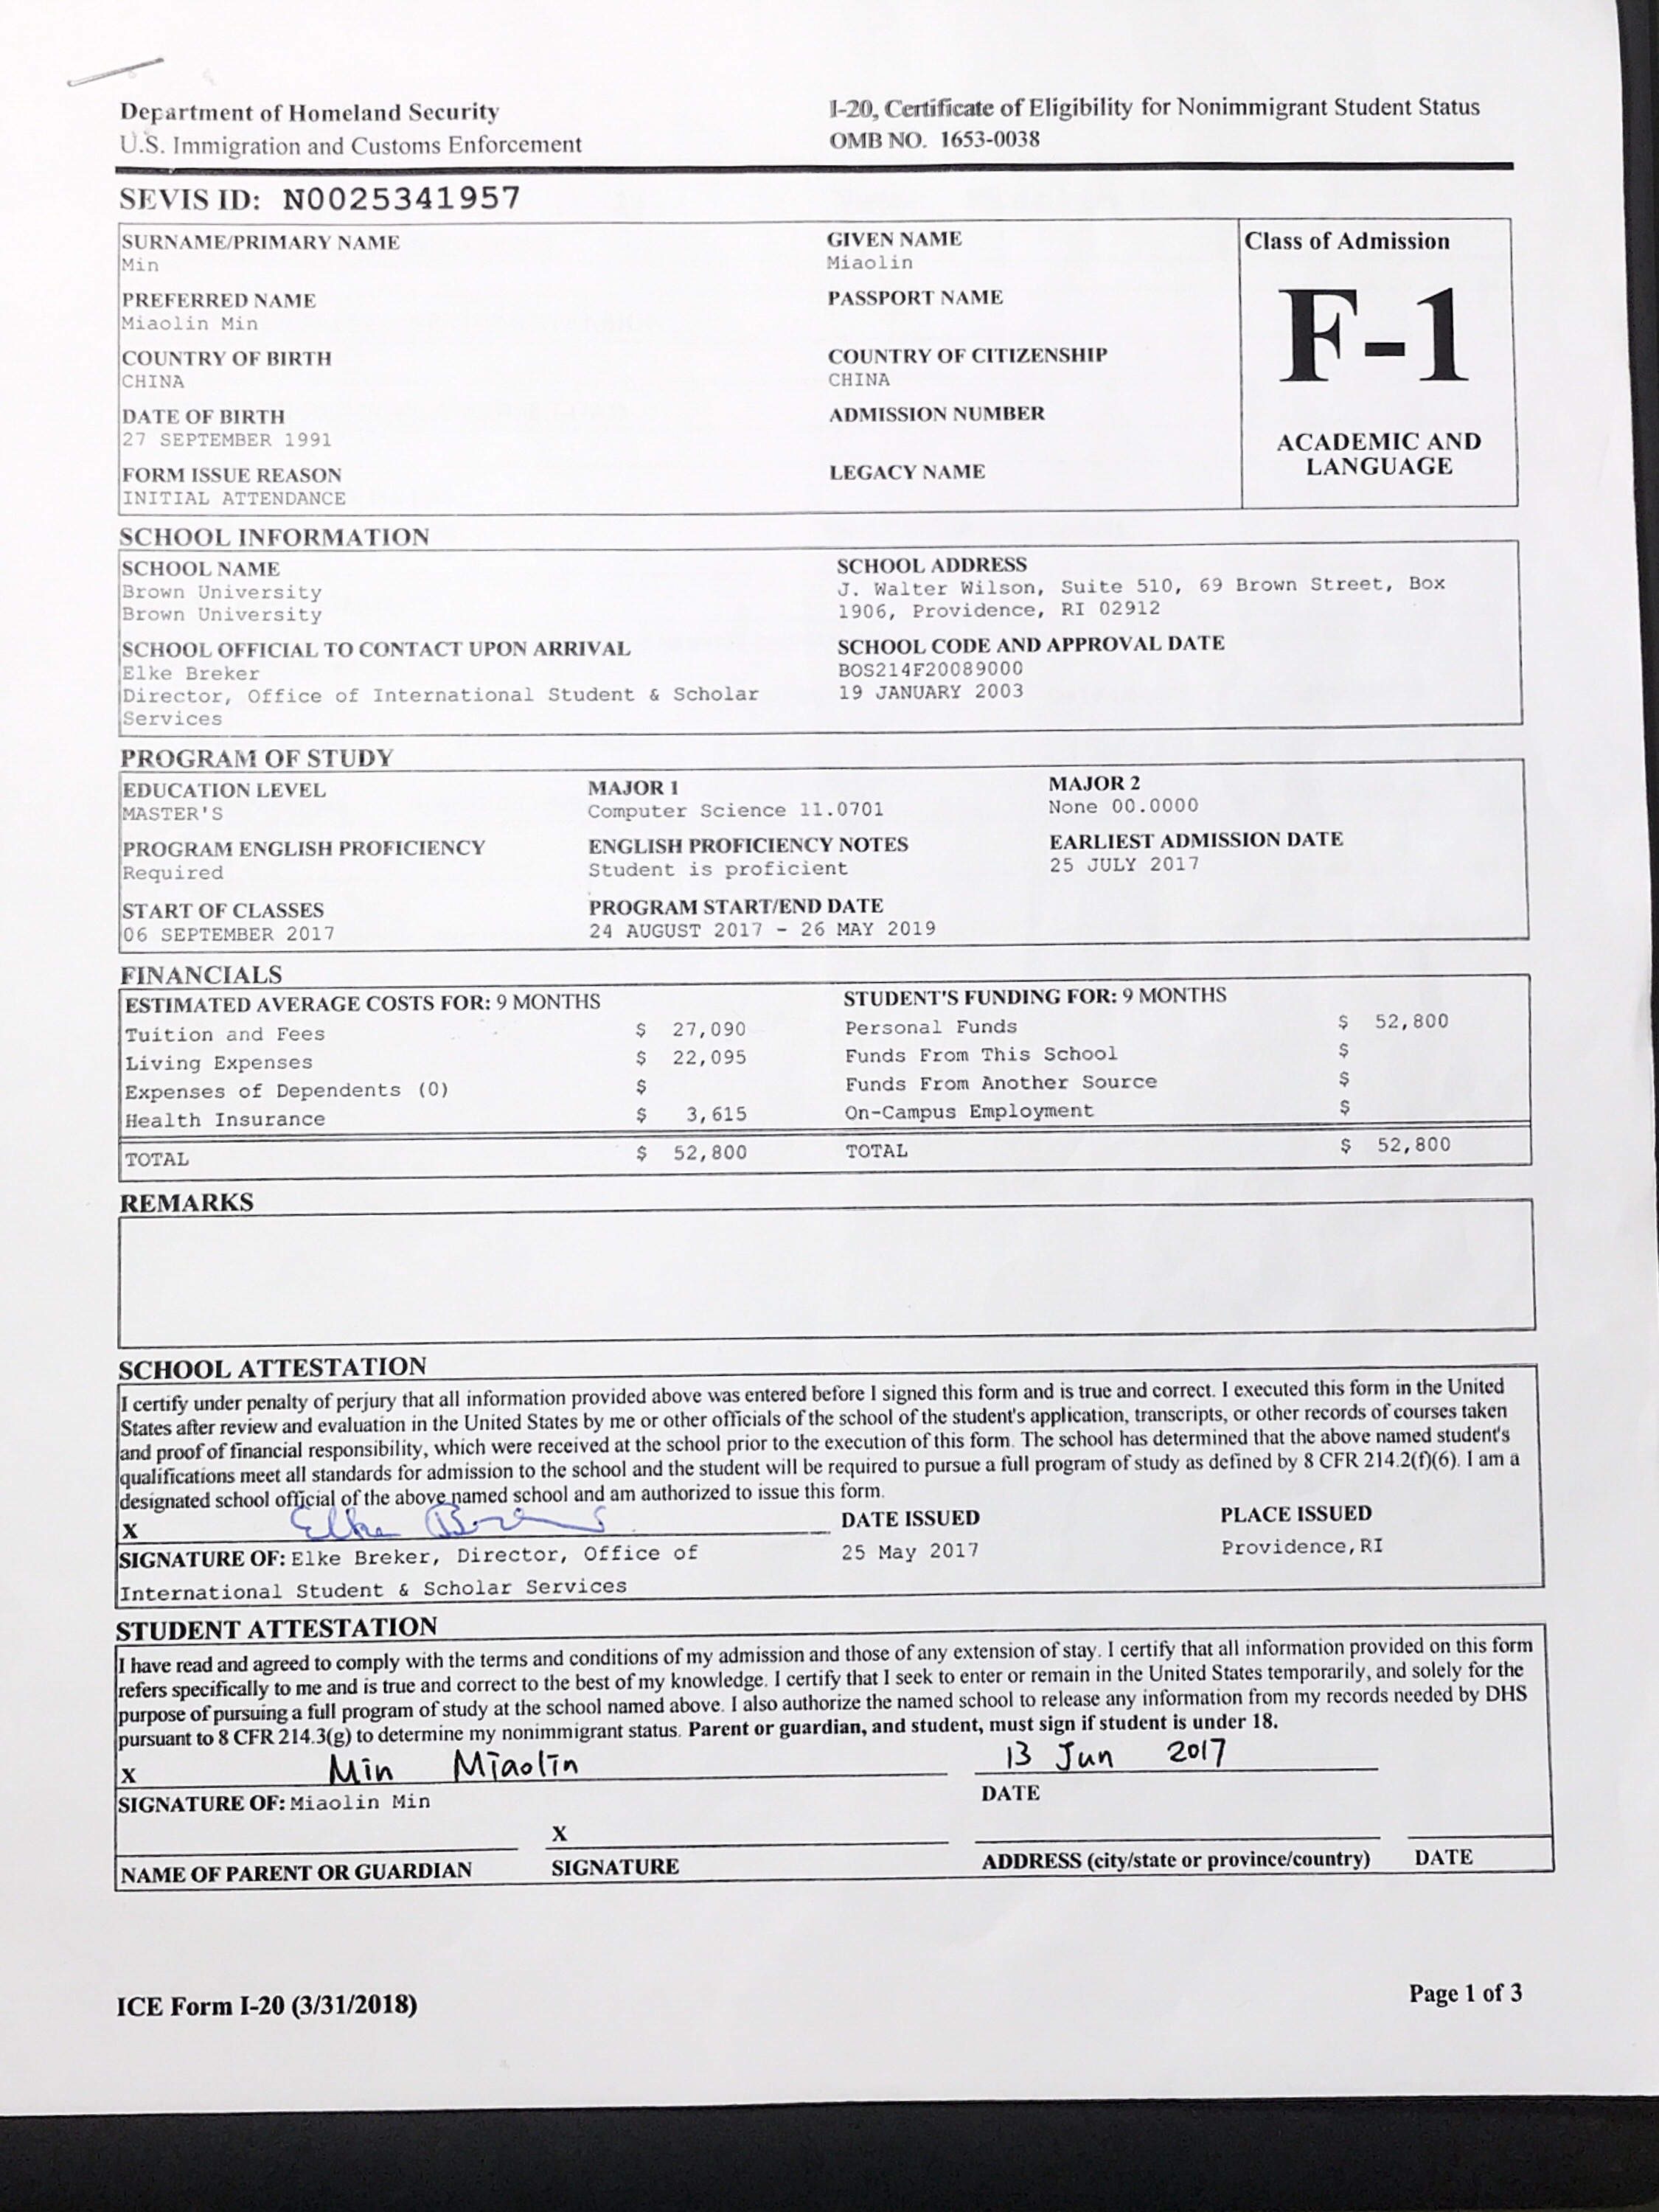 Department of Homeland Security
U.S. Immigration and Customs Enforcement
I-20, Certificate of Eligibility for Nonimmigrant Student Status
OMB NO. 1653-0038
SEVIS ID: N0025341957
SURNAME/PRIMARY NAME
Min
GIVEN NAME
Miaolin
Class of Admission
PREFERRED NAME
Miaolin Min
PASSPORT NAME
F-1
COUNTRY OF BIRTH
CHINA
COUNTRY OF CITIZENSHIP
CHINA
DATE OF BIRTH
27 SEPTEMBER 1991
ADMISSION NUMBER
ACADEMIC AND
LANGUAGE
FORM ISSUE REASON
INITIAL ATTENDANCE
LEGACY NAME
SCHOOL INFORMATION
SCHOOL NAME
Brown University
Brown University
SCHOOL ADDRESS
J. Walter Wilson, Suite 510, 69 Brown Street, Box
1906, Providence, RI 02912
SCHOOL OFFICIAL TO CONTACT UPON ARRIVAL
Elke Breker
Director, Office of International Student & Scholar
Services
SCHOOL CODE AND APPROVAL DATE
BOS214F20089000
19 JANUARY 2003
PROGRAM OF STUDY
EDUCATION LEVEL
MASTER'S
MAJOR 1
Computer Science 11.0701
MAJOR 2
None 00.0000
PROGRAM ENGLISH PROFICIENCY
Required
ENGLISH PROFICIENCY NOTES
Student is proficient
EARLIEST ADMISSION DATE
25 JULY 2017
START OF CLASSES
06 SEPTEMBER 2017
PROGRAM START/END DATE
24 AUGUST 2017 - 26 MAY 2019
FINANCIALS
ESTIMATED AVERAGE COSTS FOR: 9 MONTHS
Tuition and Fees $ 27,090
Living Expenses $ 22,095
Expenses of Dependents (0) $
Health Insurance $ 3,615
TOTAL $ 52,800
STUDENT'S FUNDING FOR: 9 MONTHS
Personal Funds $ 52,800
Funds From This School $
Funds From Another Source $
On-Campus Employment $
TOTAL $ 52,800
REMARKS
SCHOOL ATTESTATION
I certify under penalty of perjury that all information provided above was entered before I signed this form and is true and correct. I executed this form in the United
States after review and evaluation in the United States by me or other officials of the school of the student's application, transcripts, or other records of courses taken
and proof of financial responsibility, which were received at the school prior to the execution of this form. The school has determined that the above named student's
qualifications meet all standards for admission to the school and the student will be required to pursue a full program of study as defined by 8 CFR 214.2(f)(6). I am a
designated school official of the above named school and am authorized to issue this form.
X Elke
SIGNATURE OF: Elke Breker, Director, Office of
International Student & Scholar Services
DATE ISSUED
25 May 2017
PLACE ISSUED
Providence, RI
STUDENT ATTESTATION
I have read and agreed to comply with the terms and conditions of my admission and those of any extension of stay. I certify that all information provided on this form
refers specifically to me and is true and correct to the best of my knowledge. I certify that I seek to enter or remain in the United States temporarily, and solely for the
purpose of pursuing a full program of study at the school named above. I also authorize the named school to release any information from my records needed by DHS
pursuant to 8 CFR 214.3(g) to determine my nonimmigrant status. Parent or guardian, and student, must sign if student is under 18.
X Min Miaolin
13 Jun 2017
SIGNATURE OF: Miaolin Min
DATE
X
NAME OF PARENT OR GUARDIAN
SIGNATURE
ADDRESS (city/state or province/country)
DATE
ICE Form I-20 (3/31/2018)
Page 1 of 3